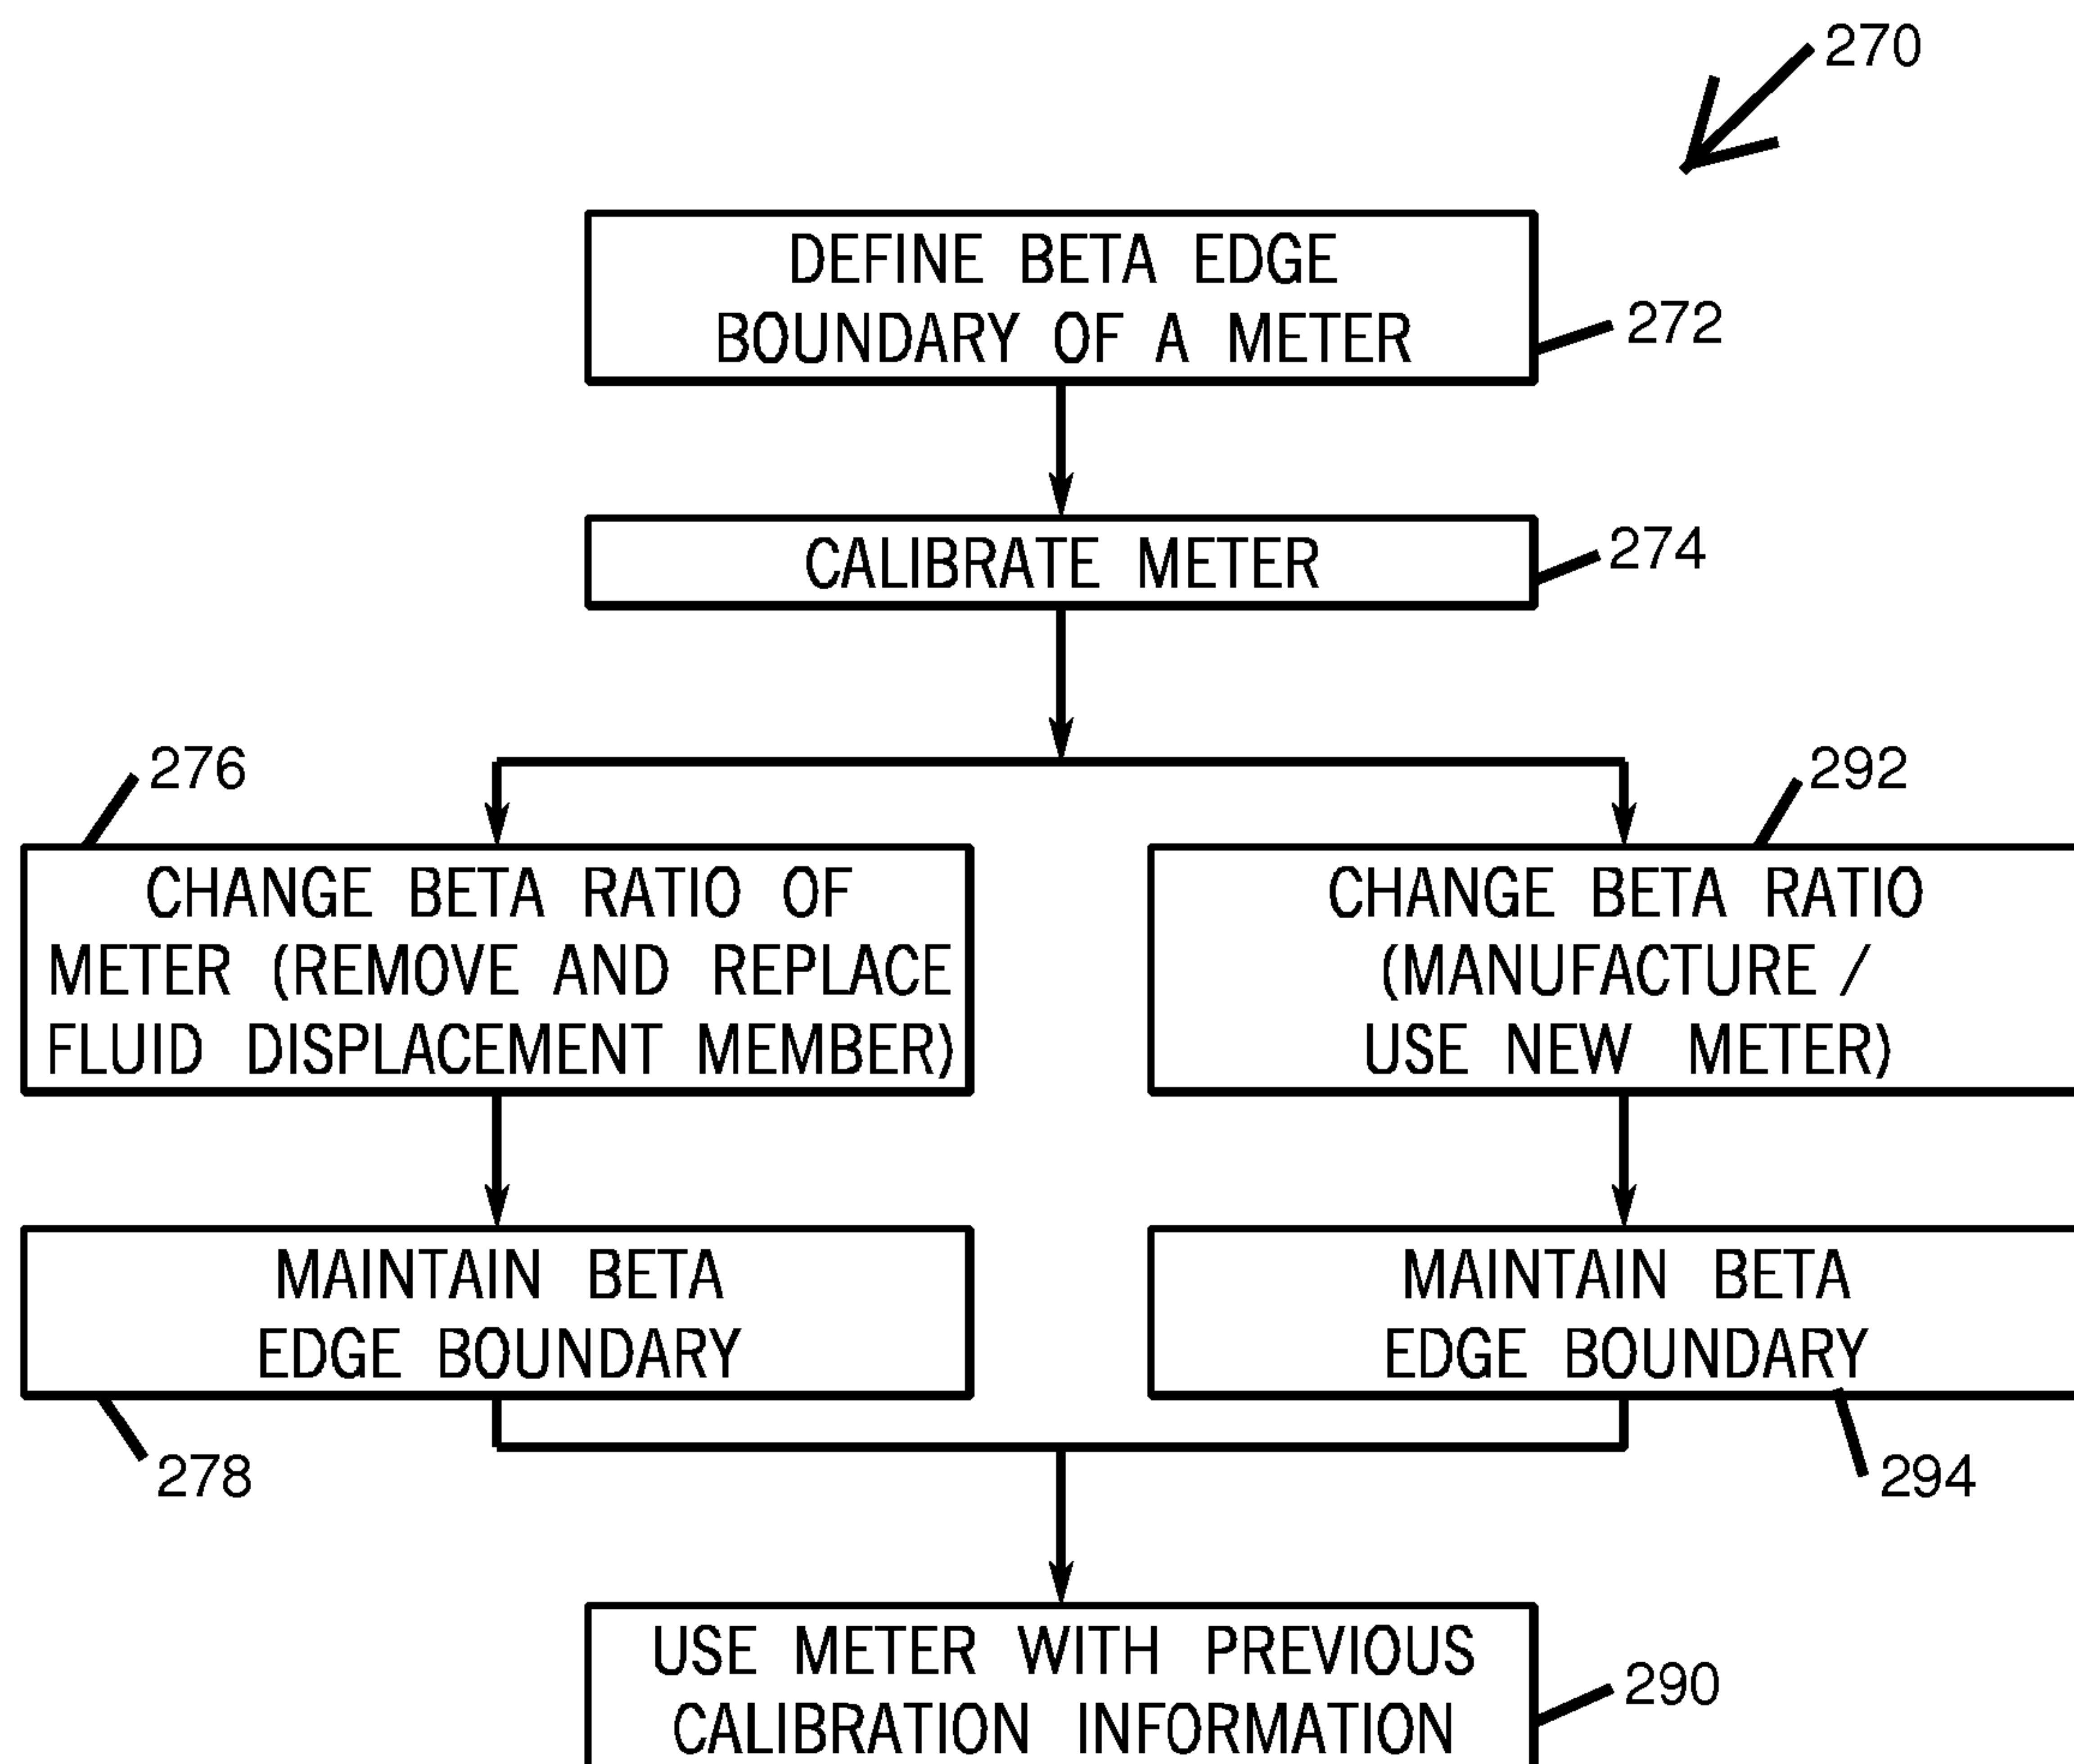 270
DEFINE BETA EDGE
BOUNDARY OF A METER
272
CALIBRATE METER
274
276
292
CHANGE BETA RATIO OF
METER (REMOVE AND REPLACE
FLUID DISPLACEMENT MEMBER)
CHANGE BETA RATIO
(MANUFACTURE /
USE NEW METER)
MAINTAIN BETA
EDGE BOUNDARY
MAINTAIN BETA
EDGE BOUNDARY
278
294
USE METER WITH PREVIOUS
CALIBRATION INFORMATION
290